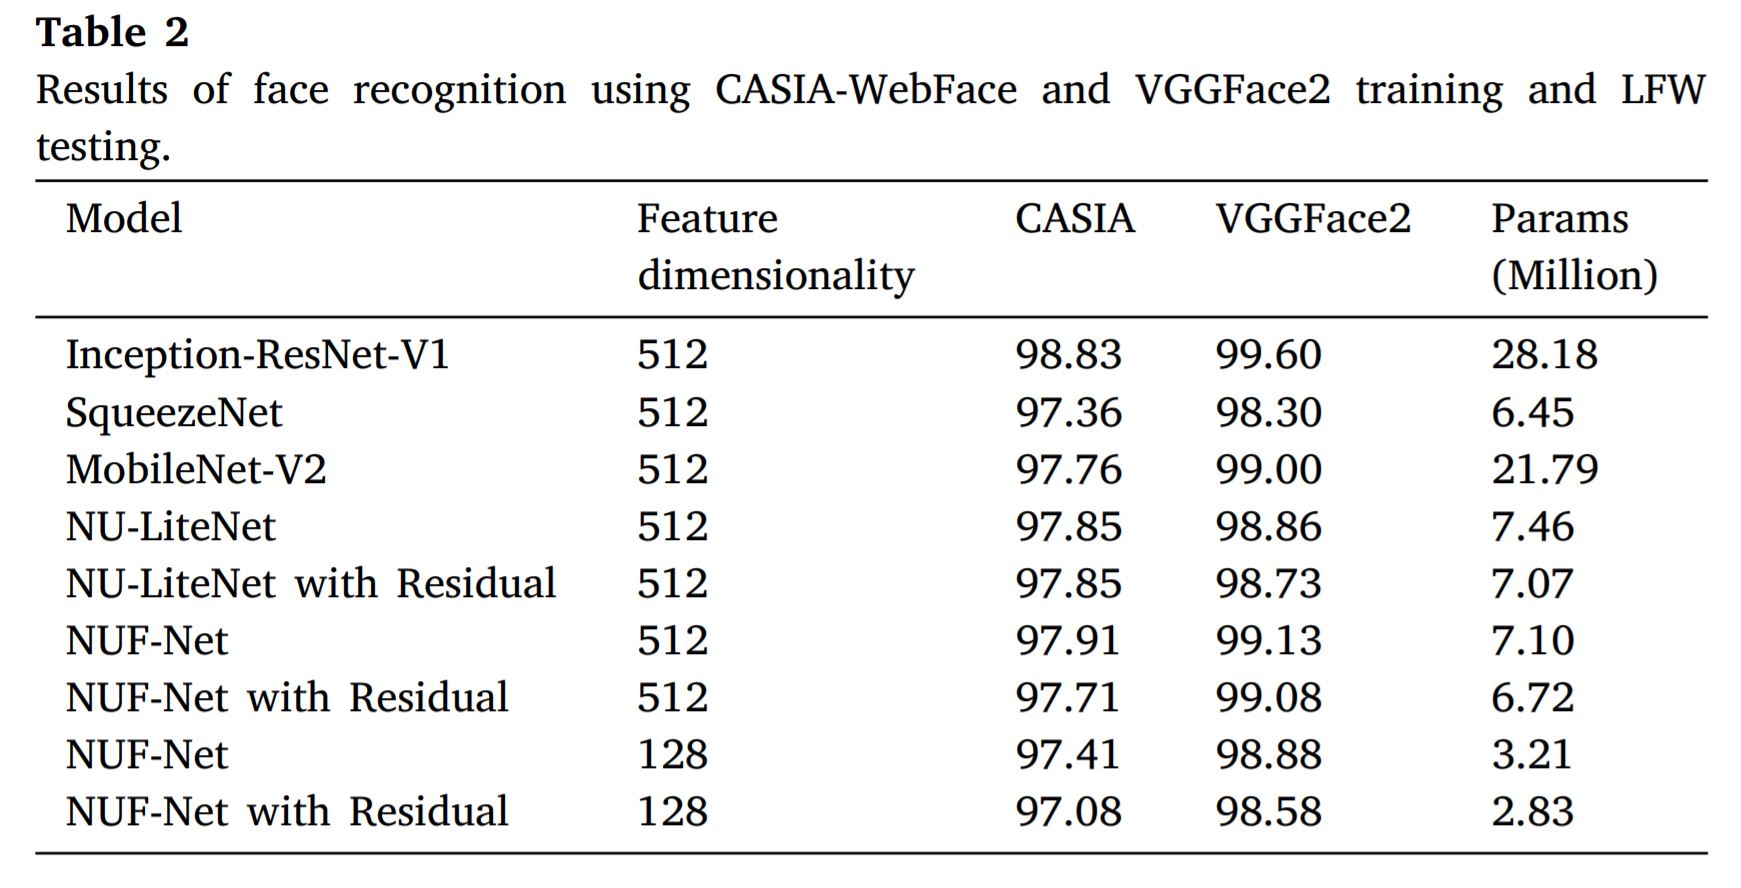 Table 2
Results of face recognition using CASIA-WebFace and VGGFace2 training and LFW
testing.
Model Feature dimensionality CASIA VGGFace2 Params (Million)
Inception-ResNet-V1 512 98.83 99.60 28.18
SqueezeNet 512 97.36 98.30 6.45
MobileNet-V2 512 97.76 99.00 21.79
NU-LiteNet 512 97.85 98.86 7.46
NU-LiteNet with Residual 512 97.85 98.73 7.07
NUF-Net 512 97.91 99.13 7.10
NUF-Net with Residual 512 97.71 99.08 6.72
NUF-Net 128 97.41 98.88 3.21
NUF-Net with Residual 128 97.08 98.58 2.83